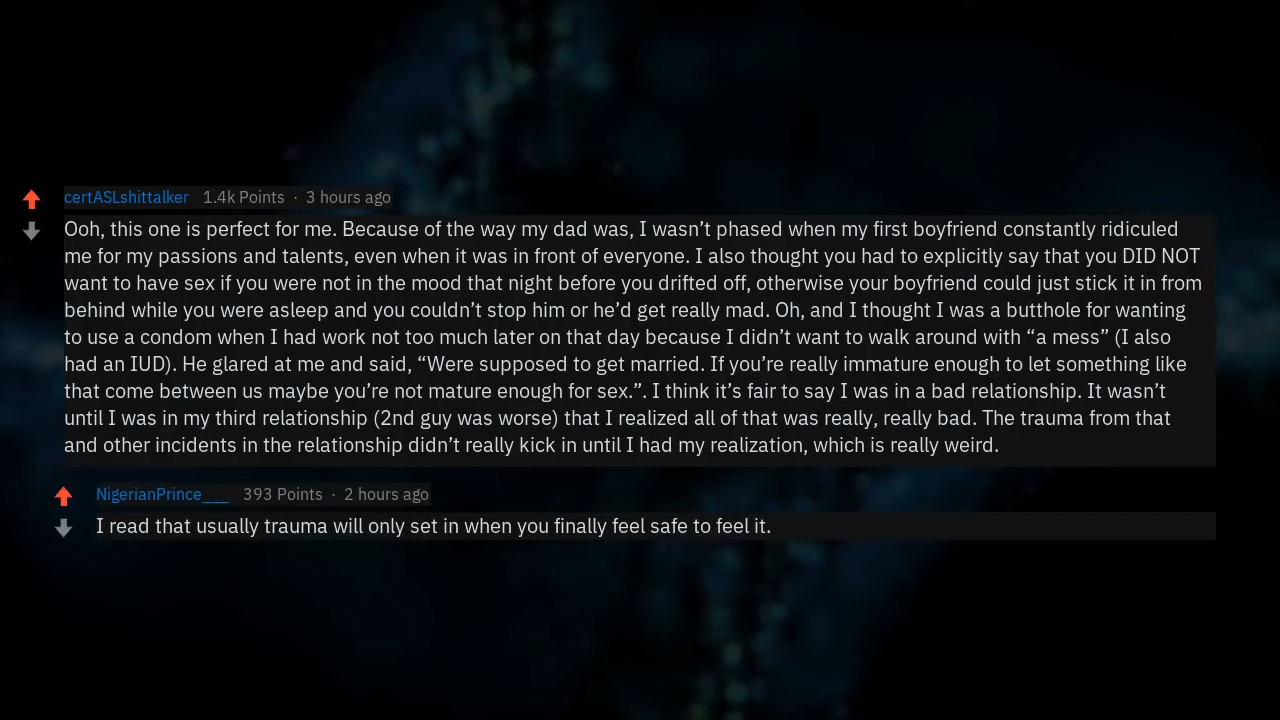 certASLshittalker 1.4k Points · 3 hours ago
Ooh, this one is perfect for me. Because of the way my dad was, I wasn’t phased when my first boyfriend constantly ridiculed
me for my passions and talents, even when it was in front of everyone. I also thought you had to explicitly say that you DID NOT
want to have sex if you were not in the mood that night before you drifted off, otherwise your boyfriend could just stick it in from
behind while you were asleep and you couldn’t stop him or he’d get really mad. Oh, and I thought I was a butthole for wanting
to use a condom when I had work not too much later on that day because I didn’t want to walk around with “a mess” (I also
had an IUD). He glared at me and said, “Were supposed to get married. If you’re really immature enough to let something like
that come between us maybe you’re not mature enough for sex.”. I think it’s fair to say I was in a bad relationship. It wasn’t
until I was in my third relationship (2nd guy was worse) that I realized all of that was really, really bad. The trauma from that
and other incidents in the relationship didn’t really kick in until I had my realization, which is really weird.
NigerianPrince___ 393 Points · 2 hours ago
I read that usually trauma will only set in when you finally feel safe to feel it.